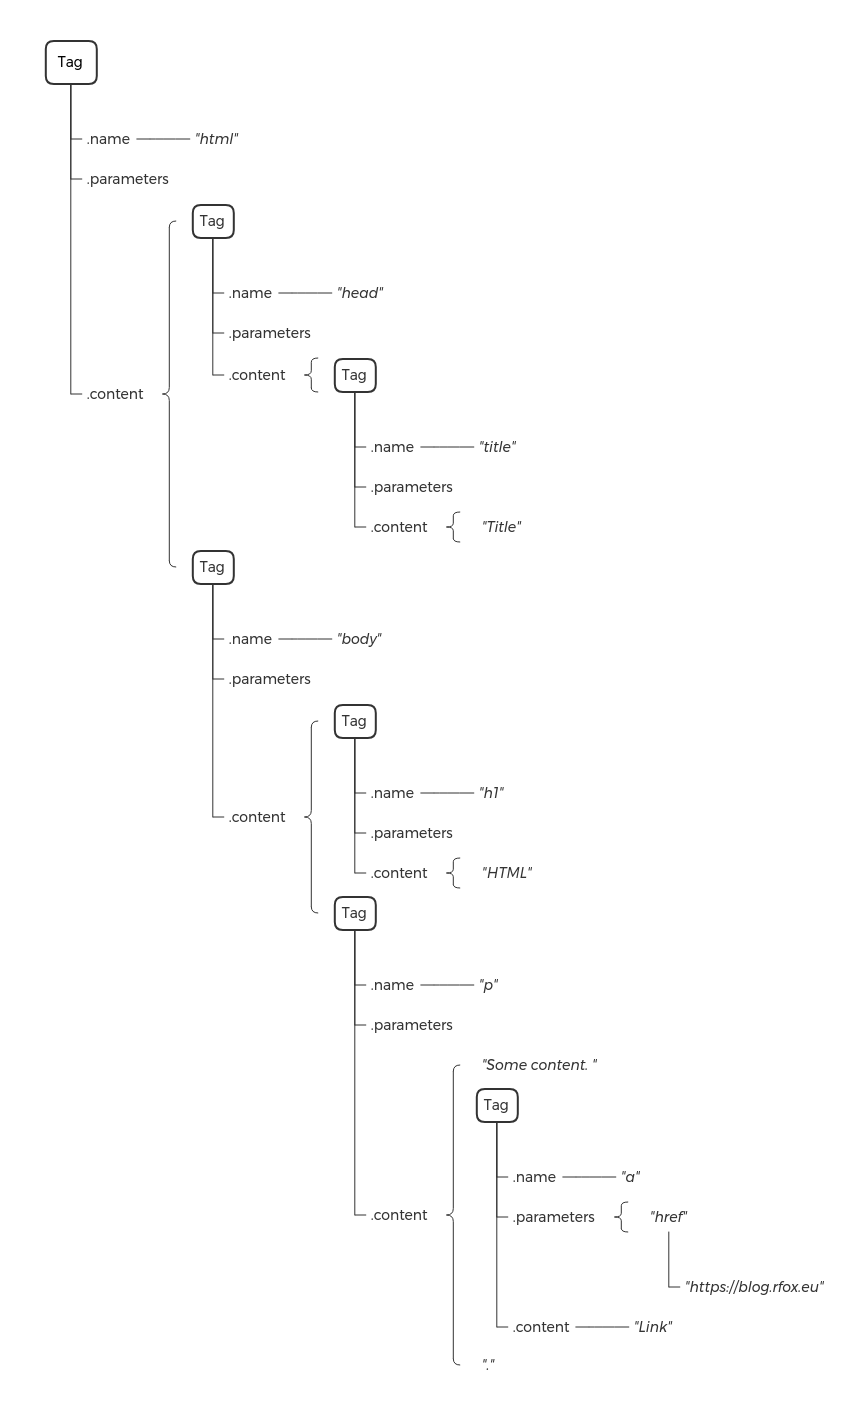 Tag
.name "html"
.parameters
Tag
.name "head"
.parameters
.content Tag
.content
.name "title"
.parameters
.content "Title"
Tag
.name "body"
.parameters
Tag
.name "h1"
.content
.parameters
.content "HTML"
Tag
.name "p"
.parameters
"Some content. "
Tag
.name "a"
.content
.parameters "href"
"https://blog.rfox.eu"
.content "Link"
"."